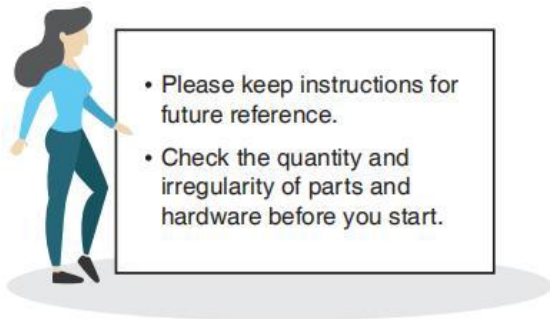 • Please keep instructions for
future reference.
• Check the quantity and
irregularity of parts and
hardware before you start.